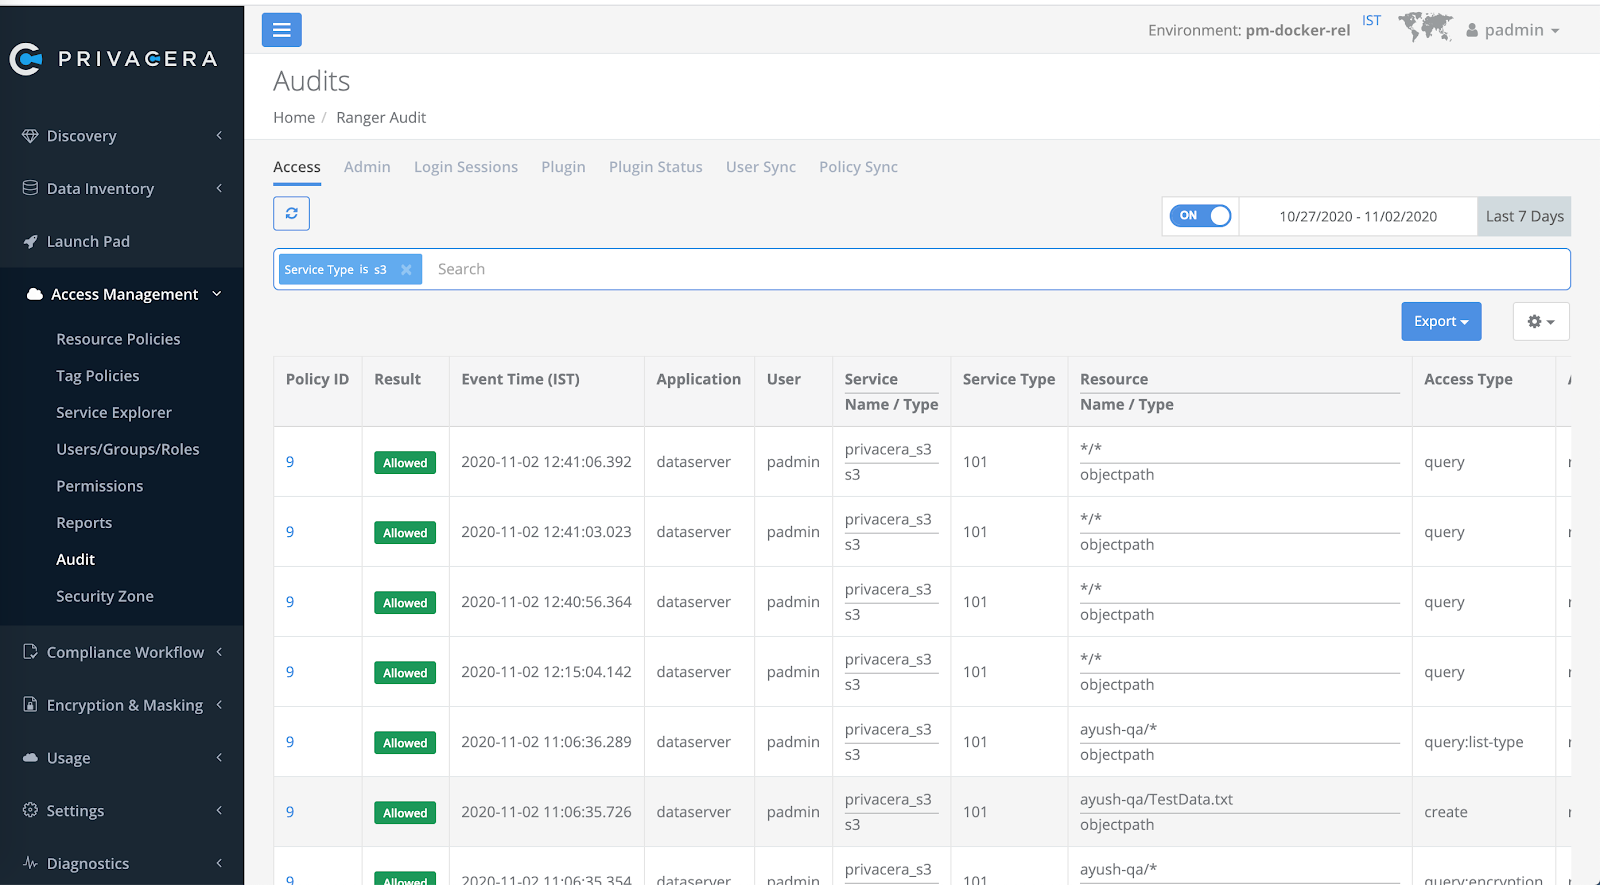 PRIVACERA
Environment: pm-docker-rel
IST
padmin
Discovery
Data Inventory
Launch Pad
Access Management
Resource Policies
Tag Policies
Service Explorer
Users/Groups/Roles
Permissions
Reports
Audit
Security Zone
Compliance Workflow
Encryption & Masking
Usage
Settings
Diagnostics
Audits
Home / Ranger Audit
Access Admin Login Sessions Plugin Plugin Status User Sync Policy Sync
ON 10/27/2020 - 11/02/2020 Last 7 Days
Service Type is s3 Search
Export
Policy ID Result Event Time (IST) Application User Service Service Type Resource Access Type
Name / Type Name / Type
privacera_s3 */*
9 Allowed 2020-11-02 12:41:06.392 dataserver padmin 101 query
s3 objectpath
privacera_s3 */*
9 Allowed 2020-11-02 12:41:03.023 dataserver padmin 101 query
s3 objectpath
privacera_s3 */*
9 Allowed 2020-11-02 12:40:56.364 dataserver padmin 101 query
s3 objectpath
privacera_s3 */*
9 Allowed 2020-11-02 12:15:04.142 dataserver padmin 101 query
s3 objectpath
privacera_s3 ayush-qa/*
9 Allowed 2020-11-02 11:06:36.289 dataserver padmin 101 query:list-type
s3 objectpath
privacera_s3 ayush-qa/TestData.txt
9 Allowed 2020-11-02 11:06:35.726 dataserver padmin 101 create
s3 objectpath
privacera_s3 ayush-qa/*
9 Allowed 2020-11-02 11:06:35.354 dataserver padmin 101 query:encryption